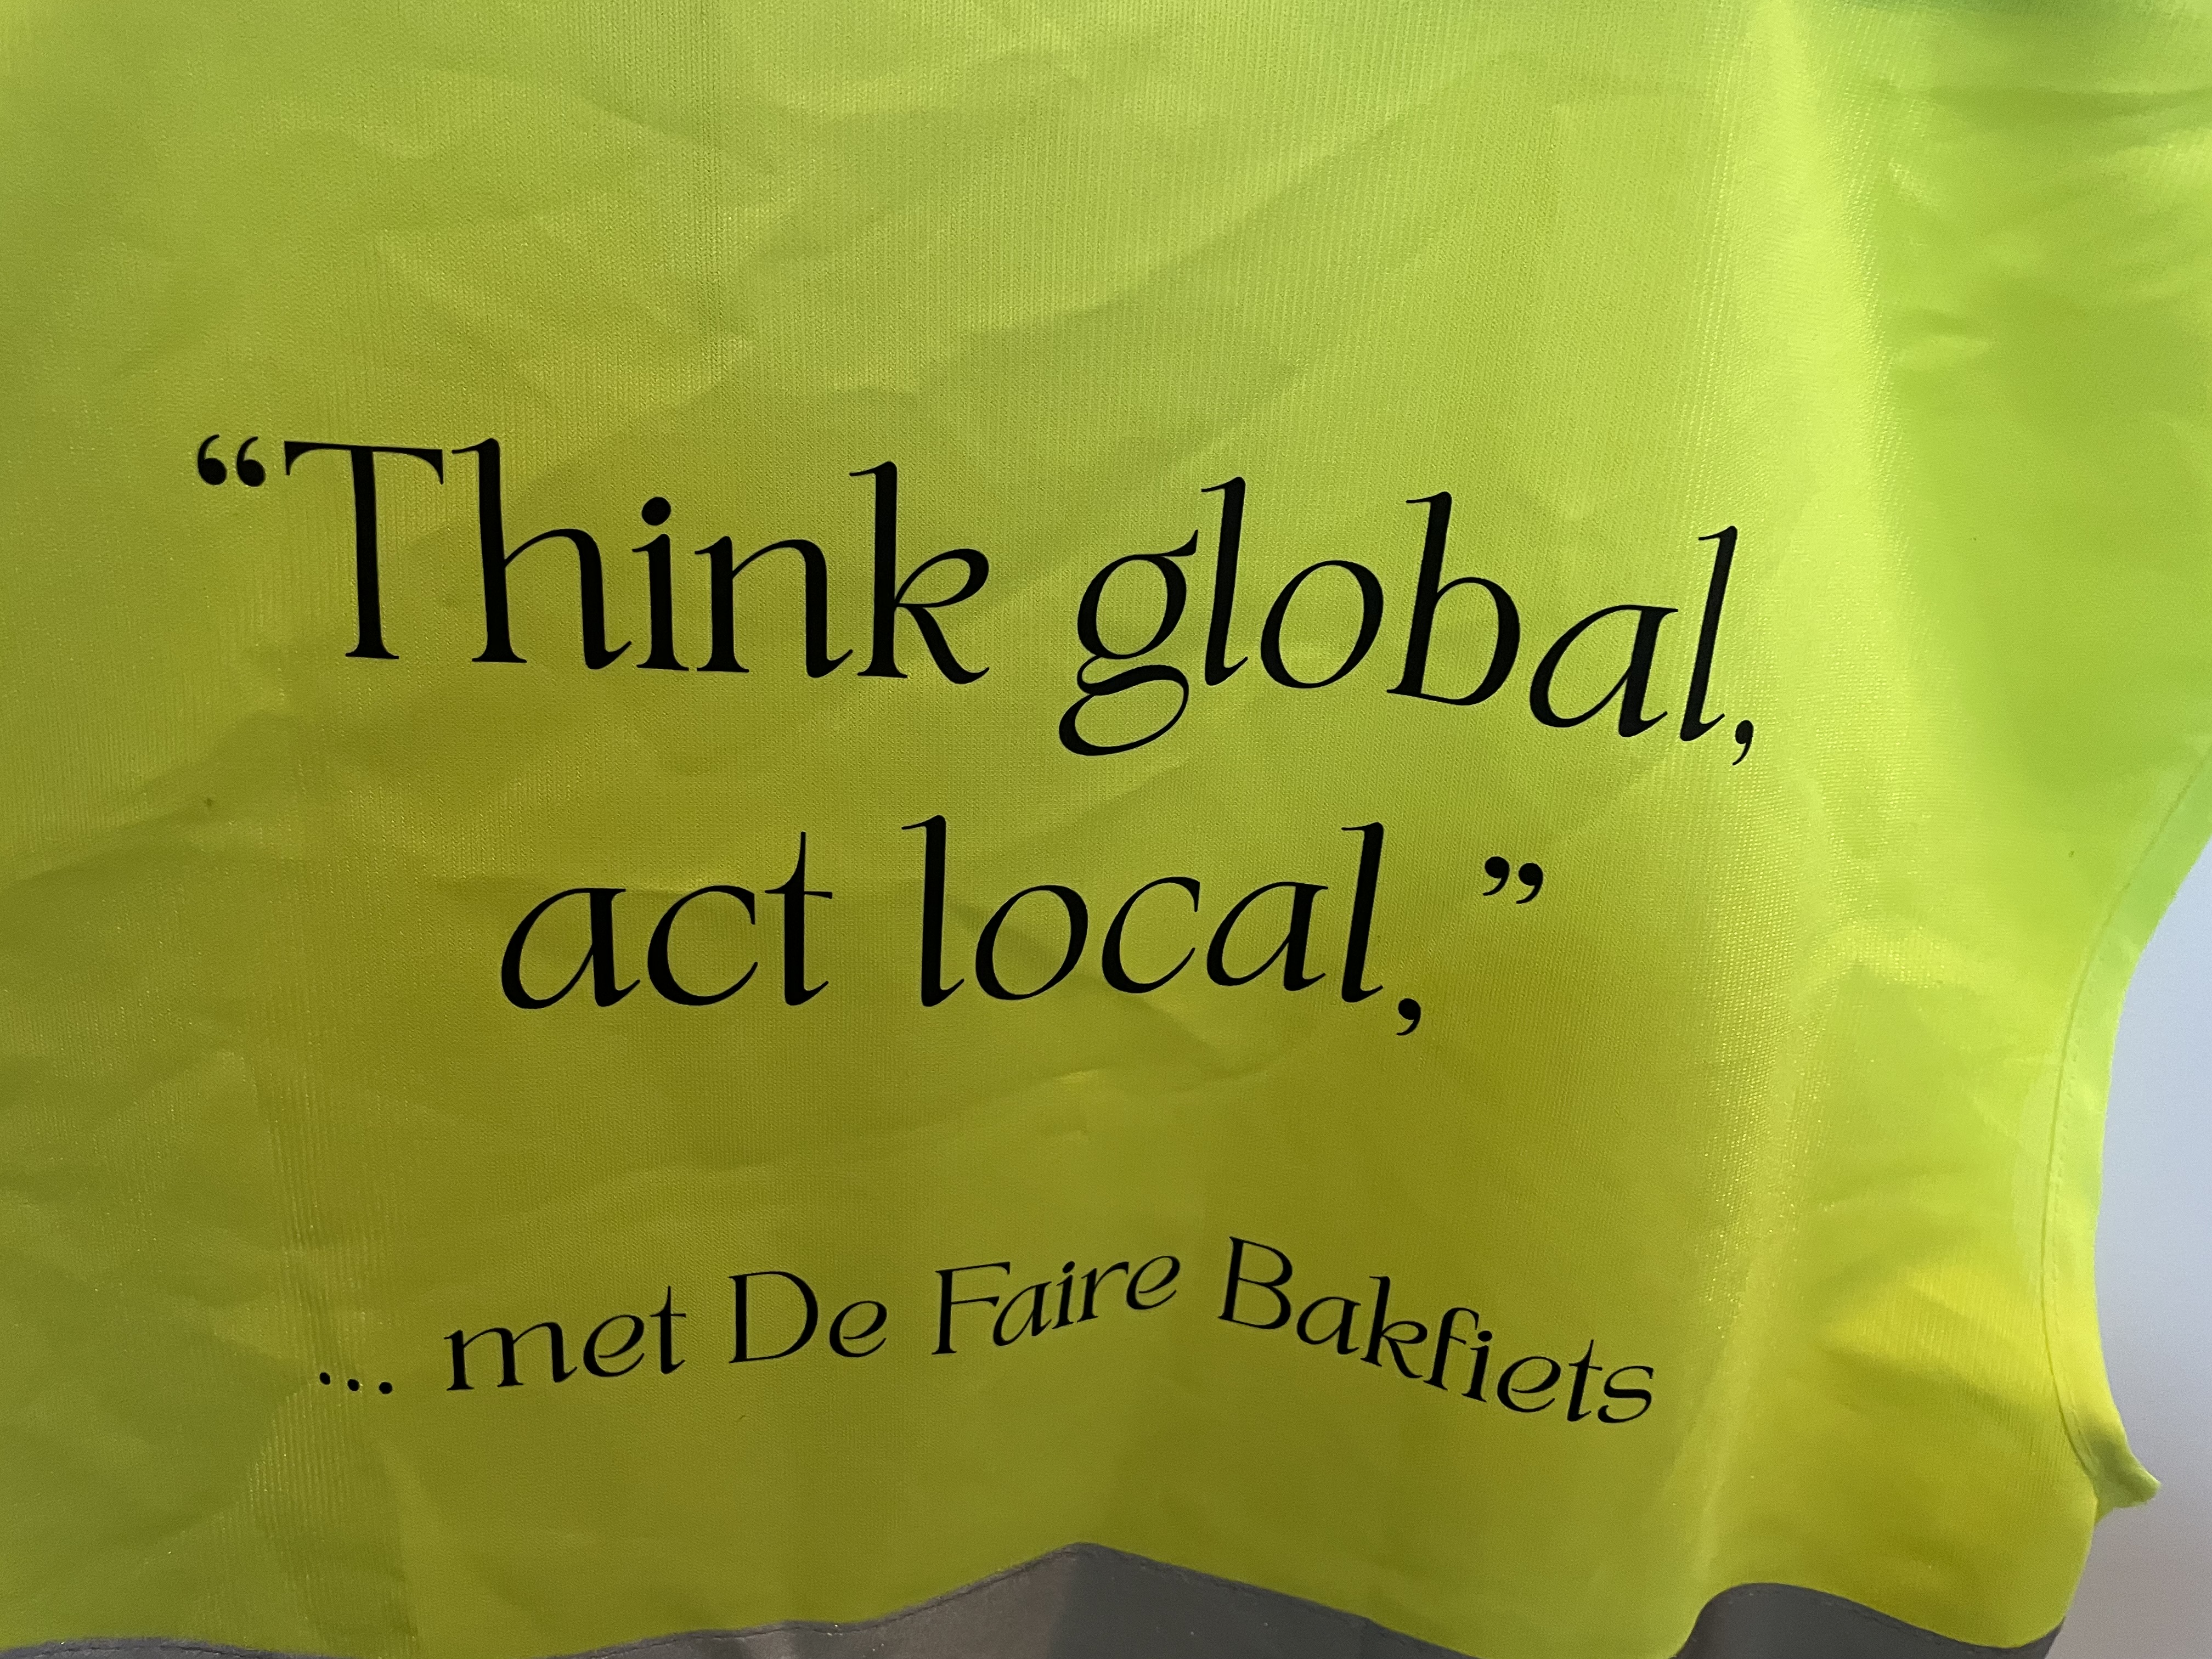 “Think global,
act local,”
... met De Faire Bakfiets